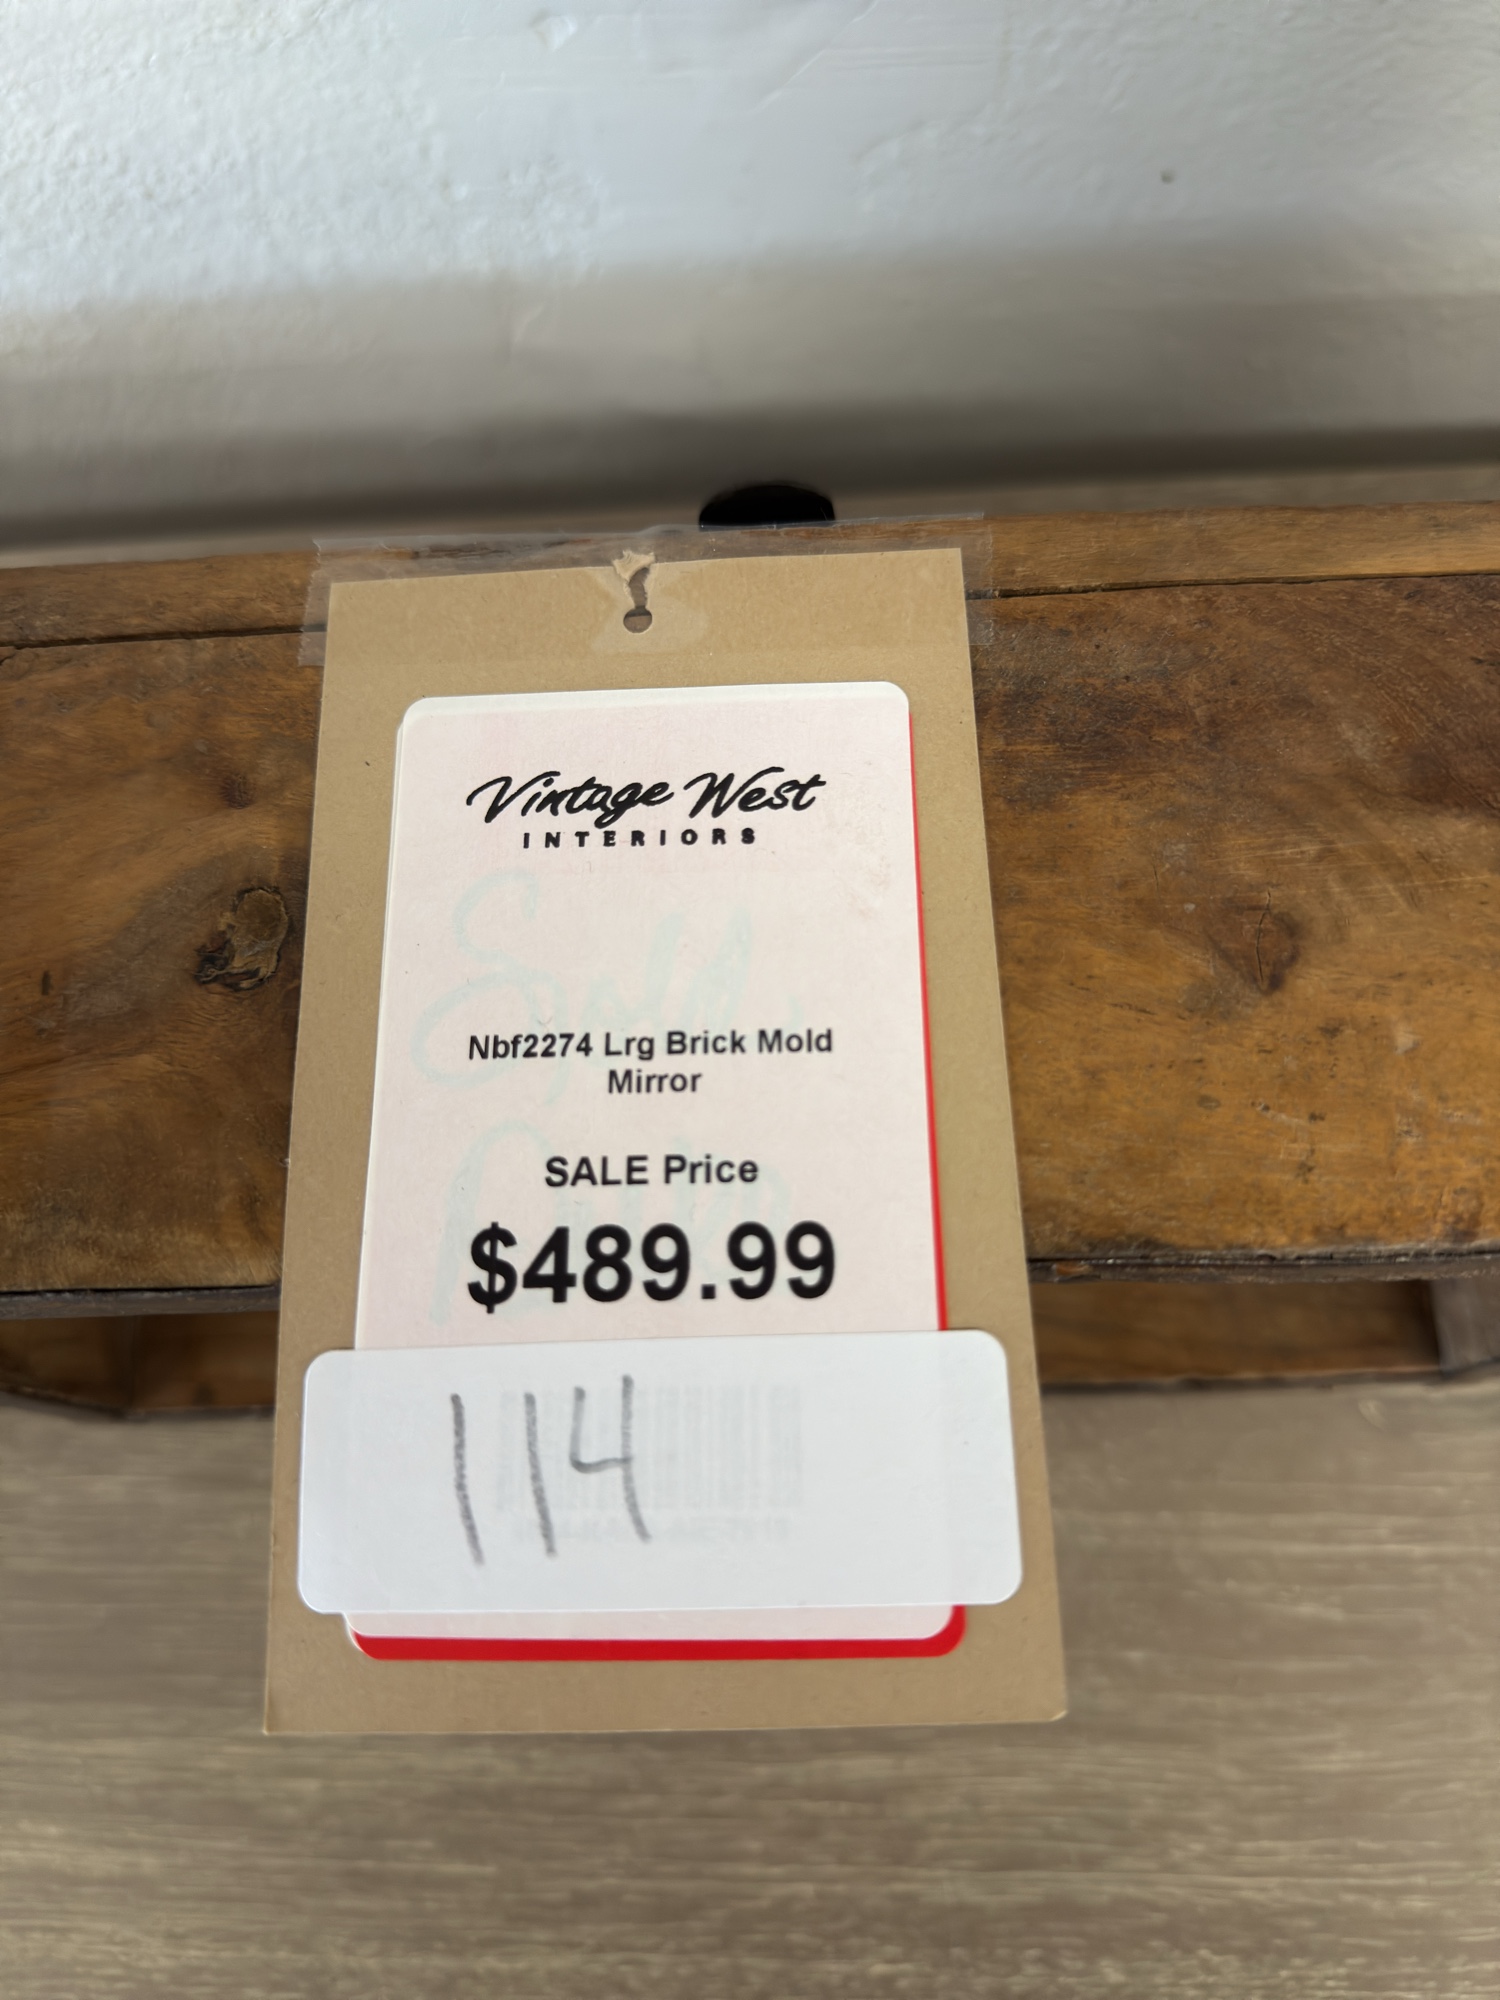 Vintage West
INTERIORS
Nbf2274 Lrg Brick Mold
Mirror
SALE Price
$489.99
114